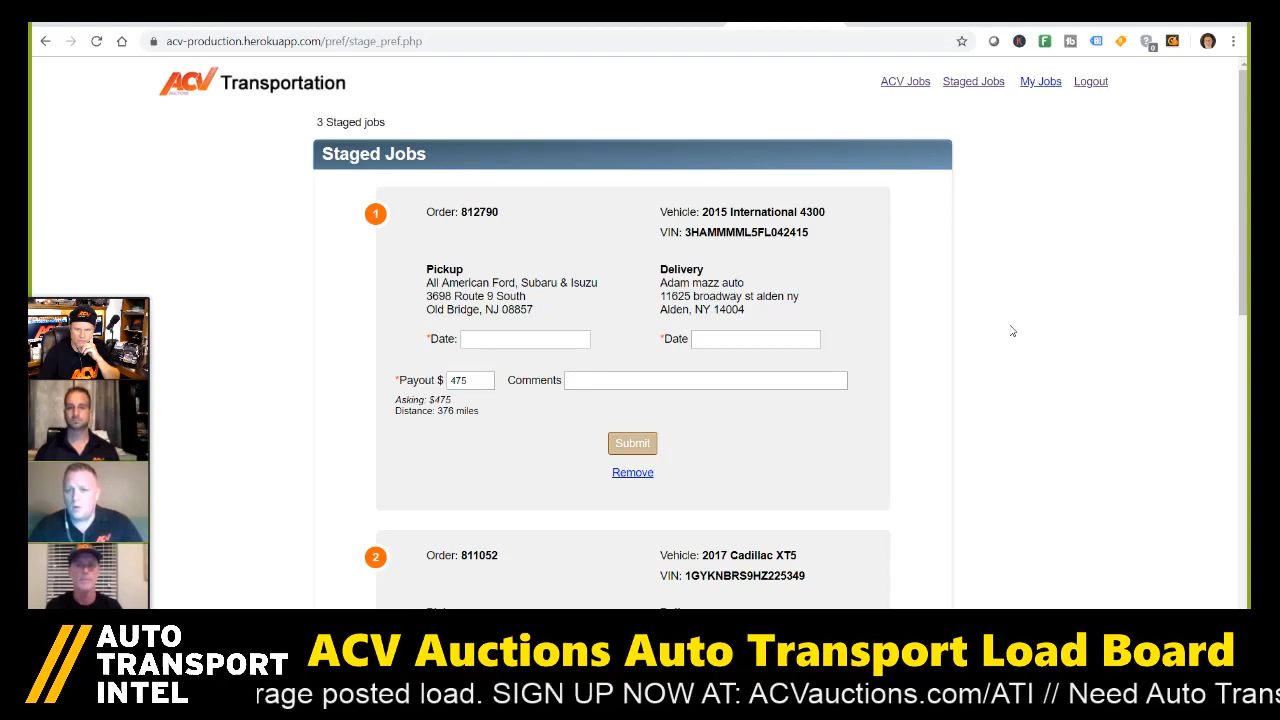 acv-production.herokuapp.com/pref/stage_pref.php
ACV Transportation
AUCTIONS
ACV Jobs Staged Jobs My Jobs Logout
3 Staged jobs
Staged Jobs
1
Order: 812790
Vehicle: 2015 International 4300
VIN: 3HAMMMML5FL042415
Pickup
All American Ford, Subaru & Isuzu
3698 Route 9 South
Old Bridge, NJ 08857
*Date:
Delivery
Adam mazz auto
11625 broadway st alden ny
Alden, NY 14004
*Date
*Payout $ 475 Comments
Asking: $475
Distance: 376 miles
Submit
Remove
2
Order: 811052
Vehicle: 2017 Cadillac XT5
VIN: 1GYKNBRS9HZ225349
AUTO
TRANSPORT
INTEL
ACV Auctions Auto Transport Load Board
rage posted load. SIGN UP NOW AT: ACVauctions.com/ATI // Need Auto Trans